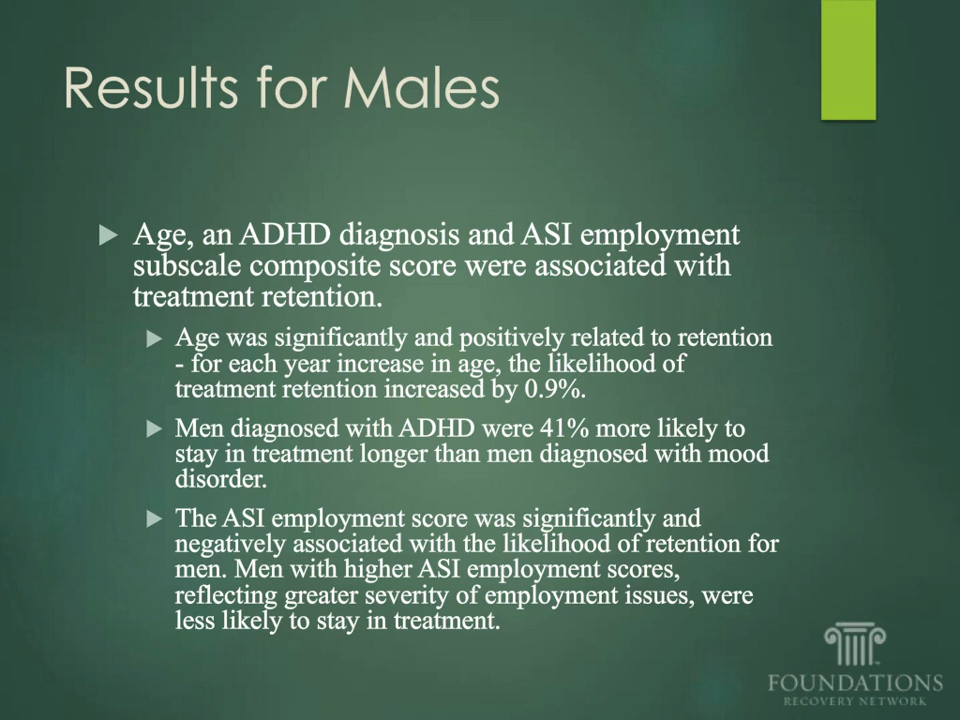 Results for Males
Age, an ADHD diagnosis and ASI employment
subscale composite score were associated with
treatment retention.
Age was significantly and positively related to retention
- for each year increase in age, the likelihood of
treatment retention increased by 0.9%.
Men diagnosed with ADHD were 41% more likely to
stay in treatment longer than men diagnosed with mood
disorder.
The ASI employment score was significantly and
negatively associated with the likelihood of retention for
men. Men with higher ASI employment scores,
reflecting greater severity of employment issues, were
less likely to stay in treatment.
FOUNDATIONS
RECOVERY NETWORK